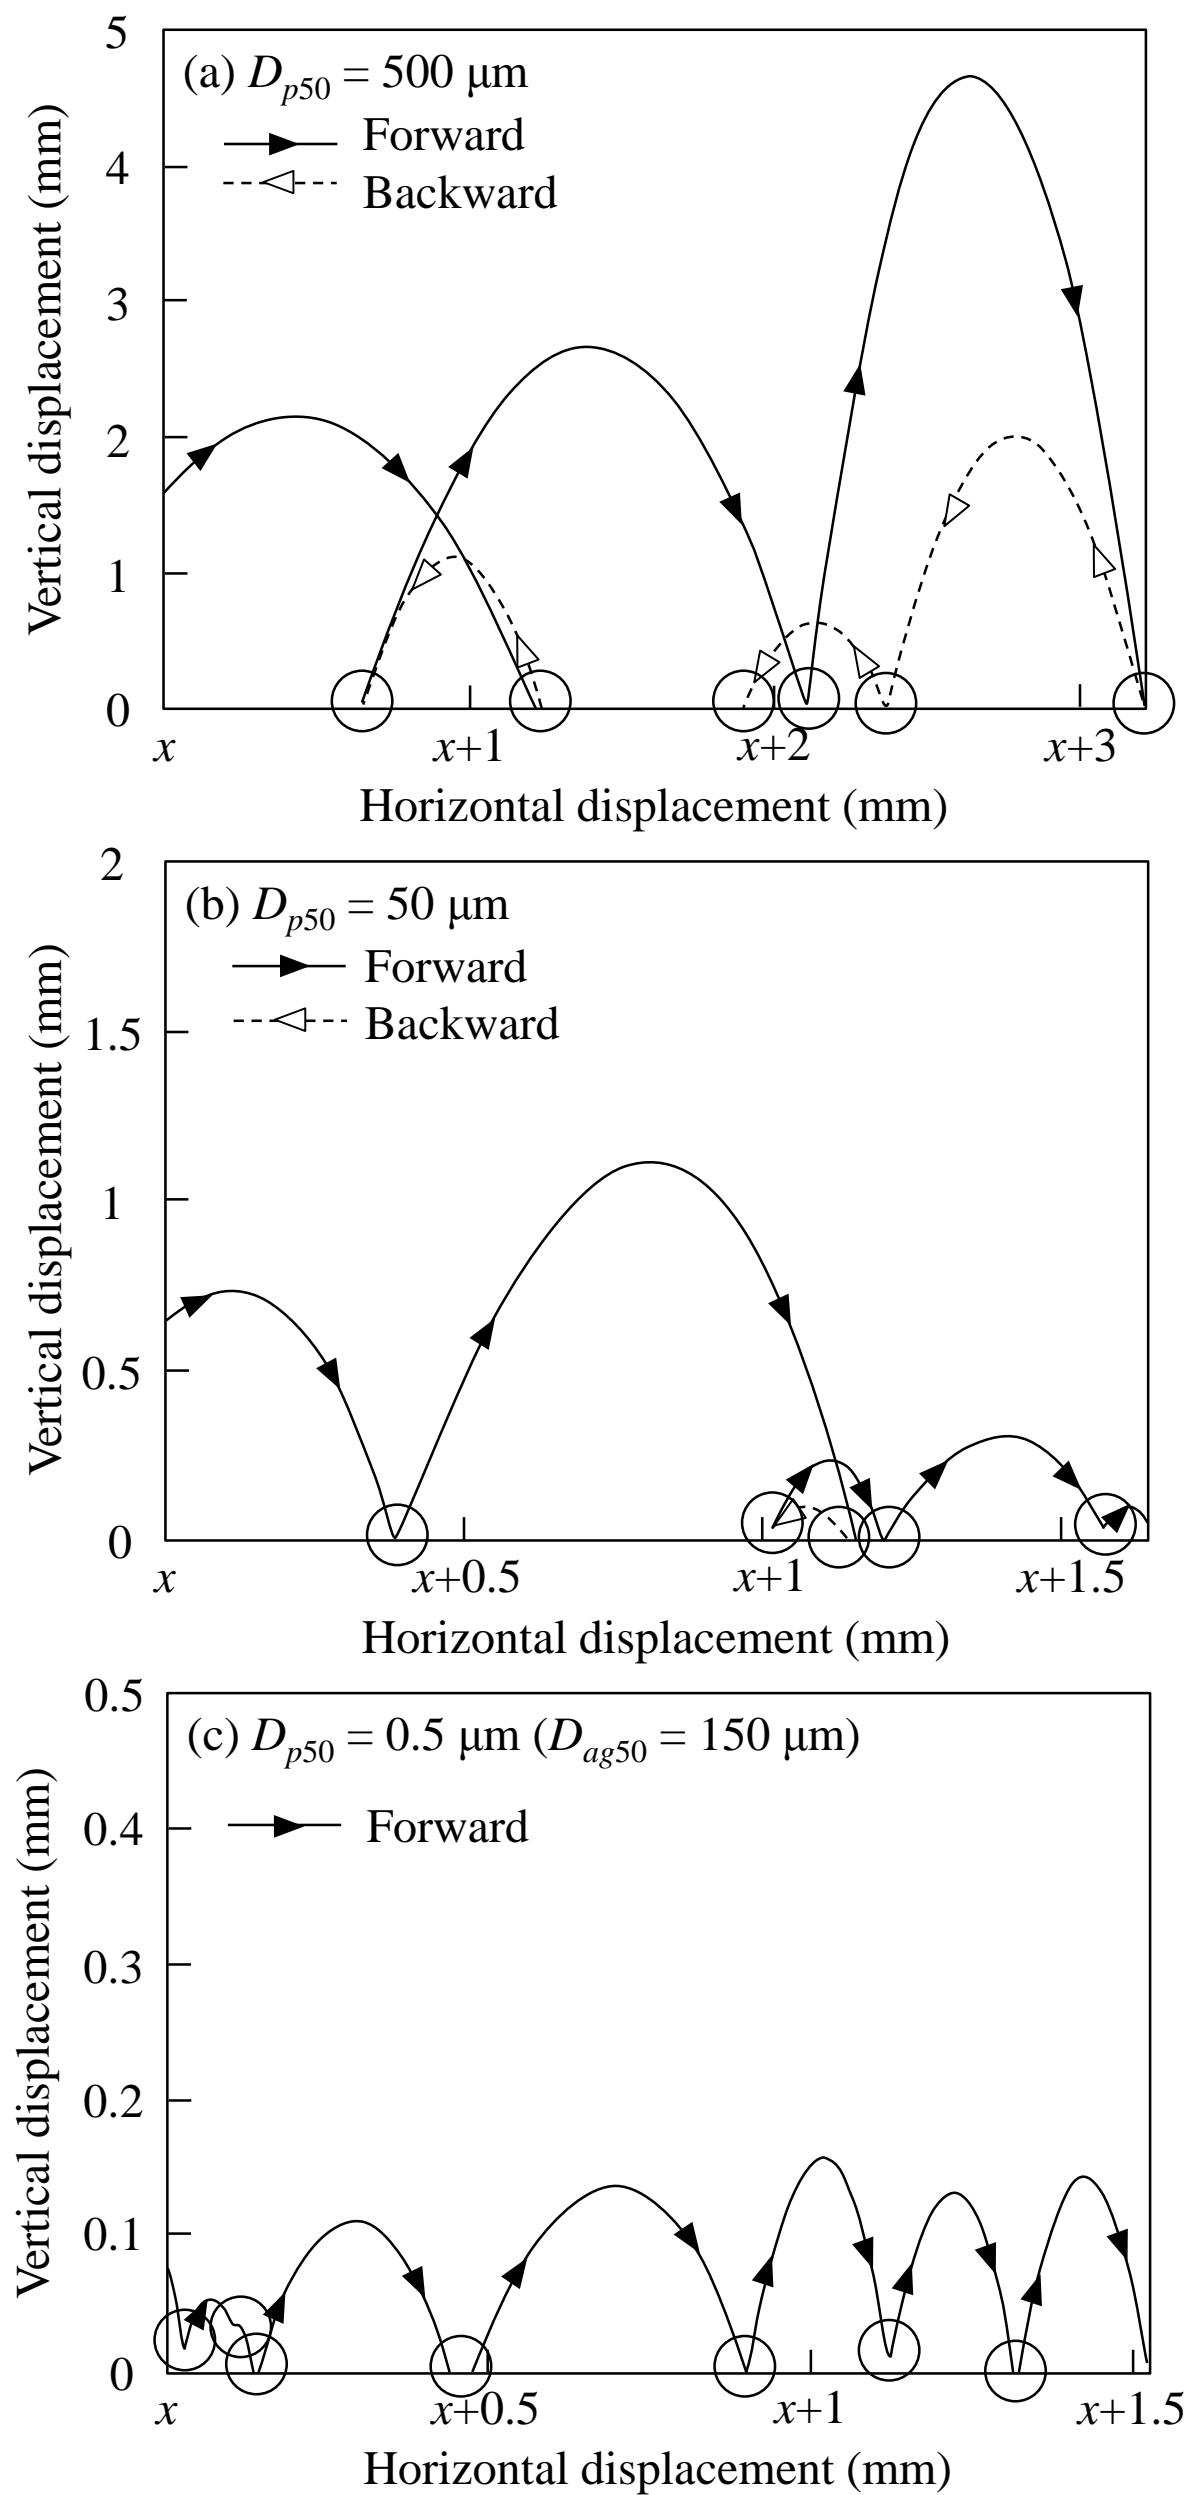 5
(a) Dp50 = 500 μm
Forward
Backward
4
3
2
1
0
Vertical displacement (mm)
x
x+1
x+2
x+3
Horizontal displacement (mm)
2
(b) Dp50 = 50 μm
Forward
Backward
1.5
1
0.5
0
Vertical displacement (mm)
x
x+0.5
x+1
x+1.5
Horizontal displacement (mm)
0.5
(c) Dp50 = 0.5 μm (Dag50 = 150 μm)
Forward
0.4
0.3
0.2
0.1
0
Vertical displacement (mm)
x
x+0.5
x+1
x+1.5
Horizontal displacement (mm)